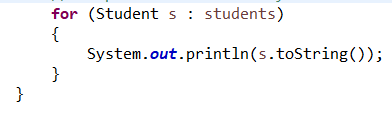 for (Student s : students)
{
System.out.println(s.toString());
}
}